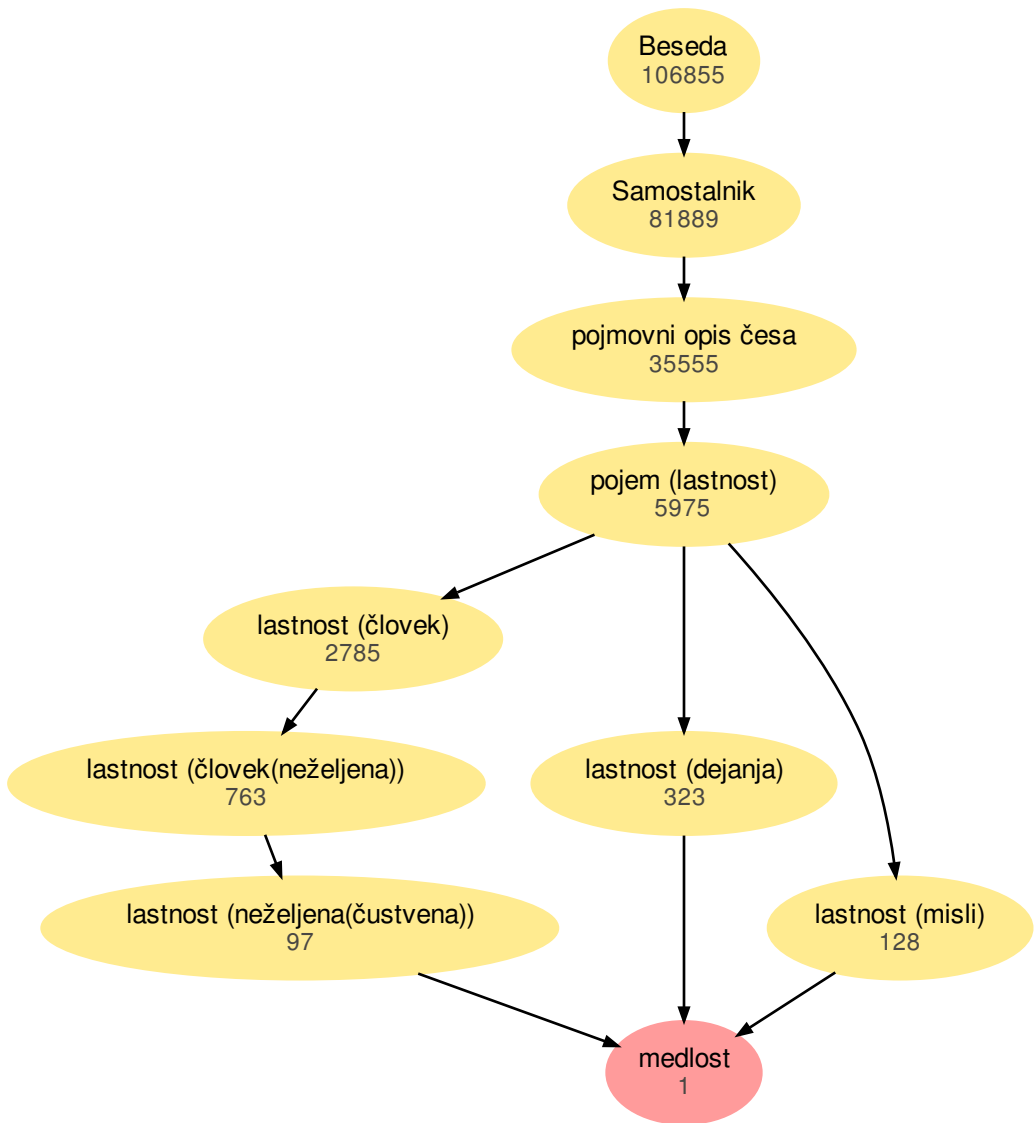 Beseda
106855
Samostalnik
81889
pojmovni opis česa
35555
pojem (lastnost)
5975
lastnost (človek)
2785
lastnost (človek(neželjena))
763
lastnost (dejanja)
323
lastnost (neželjena(čustvena))
97
lastnost (misli)
128
medlost
1